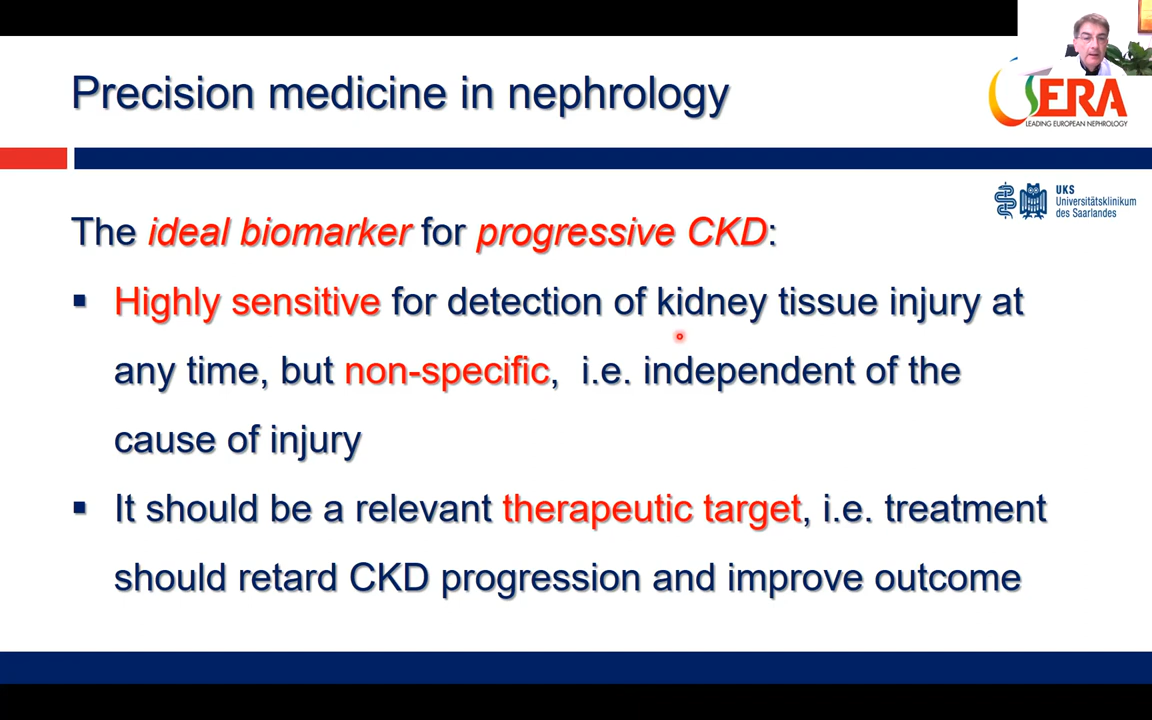 Precision medicine in nephrology
ERA
LEADING EUROPEAN NEPHROLOGY
UKS
Universitätsklinikum
des Saarlandes
The ideal biomarker for progressive CKD:
▪ Highly sensitive for detection of kidney tissue injury at
any time, but non-specific, i.e. independent of the
cause of injury
▪ It should be a relevant therapeutic target, i.e. treatment
should retard CKD progression and improve outcome